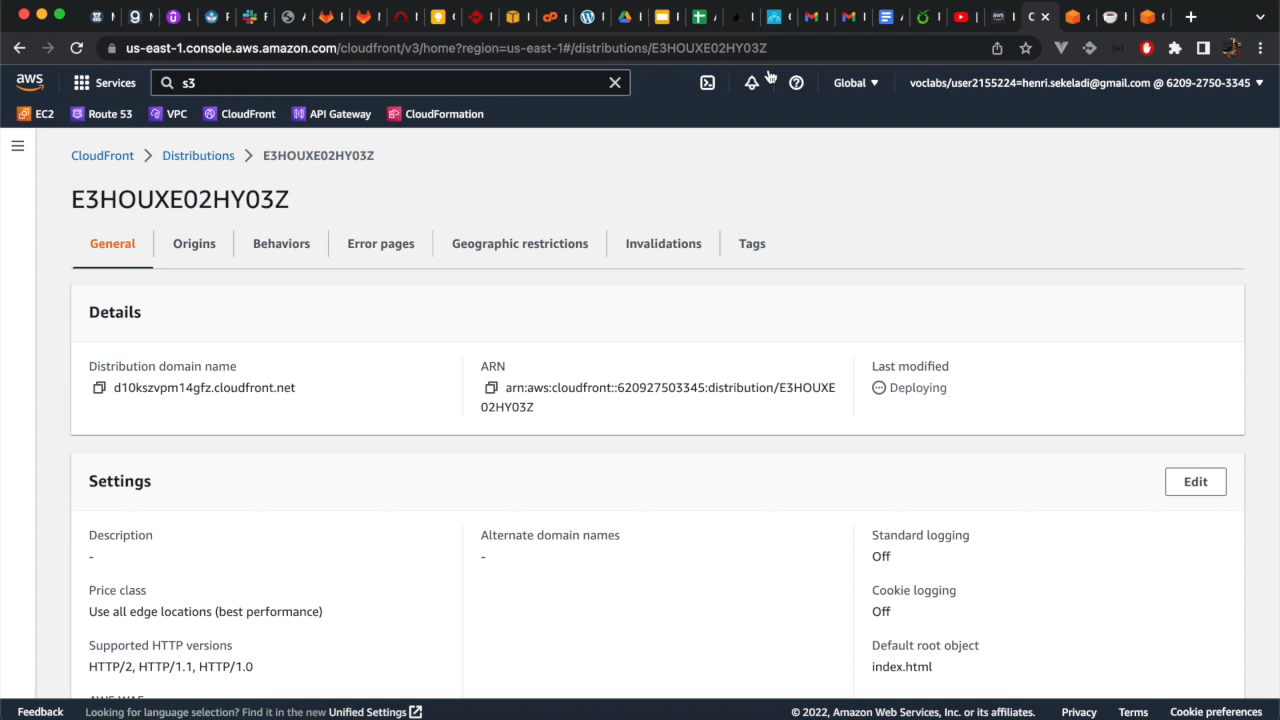 us-east-1.console.aws.amazon.com/cloudfront/v3/home?region=us-east-1#/distributions/E3HOUXE02HY03Z
aws Services s3 Global voclabs/user2155224=henri.sekeladi@gmail.com @ 6209-2750-3345
EC2 Route 53 VPC CloudFront API Gateway CloudFormation
CloudFront Distributions E3HOUXE02HY03Z
E3HOUXE02HY03Z
General Origins Behaviors Error pages Geographic restrictions Invalidations Tags
Details
Distribution domain name
d10kszvpm14gfz.cloudfront.net
ARN
arn:aws:cloudfront::620927503345:distribution/E3HOUXE
02HY03Z
Last modified
Deploying
Settings
Edit
Description
-
Price class
Use all edge locations (best performance)
Supported HTTP versions
HTTP/2, HTTP/1.1, HTTP/1.0
Alternate domain names
-
Standard logging
Off
Cookie logging
Off
Default root object
index.html
Feedback Looking for language selection? Find it in the new Unified Settings © 2022, Amazon Web Services, Inc. or its affiliates. Privacy Terms Cookie preferences